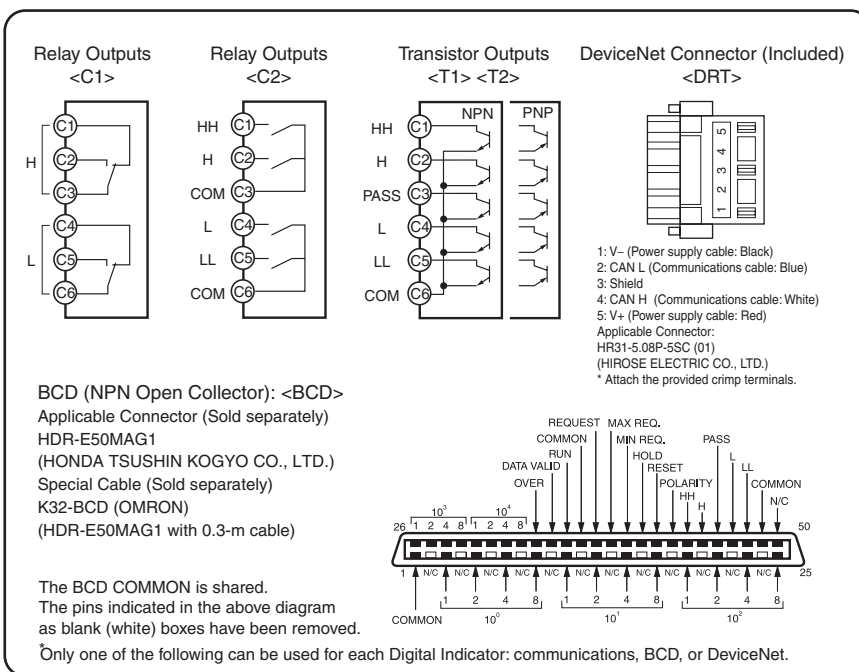 Relay Outputs
<C1>
C1
C2
C3
C4
C5
C6
H
L
Relay Outputs
<C2>
HH C1
H C2
COM C3
L C4
LL C5
COM C6
Transistor Outputs
<T1> <T2>
NPN PNP
HH C1
H C2
PASS C3
L C4
LL C5
COM C6
DeviceNet Connector (Included)
<DRT>
1 2 3 4 5
1: V– (Power supply cable: Black)
2: CAN L (Communications cable: Blue)
3: Shield
4: CAN H (Communications cable: White)
5: V+ (Power supply cable: Red)
Applicable Connector:
HR31-5.08P-5SC (01)
(HIROSE ELECTRIC CO., LTD.)
* Attach the provided crimp terminals.
BCD (NPN Open Collector): <BCD>
Applicable Connector (Sold separately)
HDR-E50MAG1
(HONDA TSUSHIN KOGYO CO., LTD.)
Special Cable (Sold separately)
K32-BCD (OMRON)
(HDR-E50MAG1 with 0.3-m cable)
The BCD COMMON is shared.
The pins indicated in the above diagram
as blank (white) boxes have been removed.
REQUEST MAX REQ.
COMMON MIN REQ. PASS
RUN HOLD L
DATA VALID RESET LL
OVER POLARITY COMMON
HH
H
N/C
10³ 10⁴
26 1 2 4 8 1 2 4 8 50
1 N/C N/C N/C N/C N/C N/C N/C N/C N/C N/C N/C N/C 25
COMMON 1 2 4 8 1 2 4 8 1 2 4 8
10⁰ 10¹ 10²
*Only one of the following can be used for each Digital Indicator: communications, BCD, or DeviceNet.